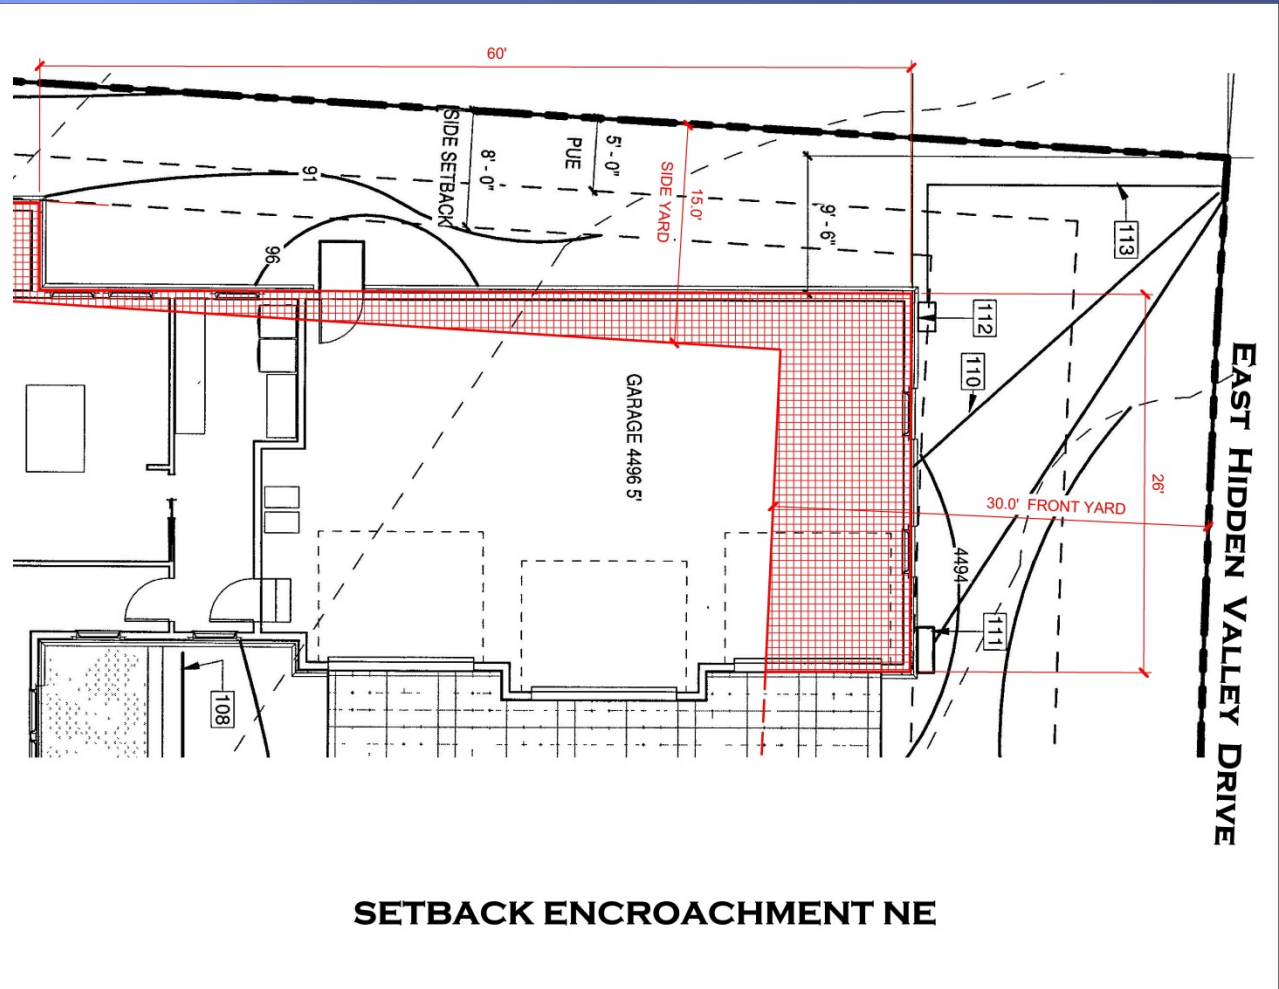 60'
SIDE SETBACK
8' - 0"
PUE
5' - 0"
SIDE YARD
15.0'
9' - 6"
91
96
113
112
110
GARAGE 4496.5'
26'
30.0' FRONT YARD
4494
111
108
EAST HIDDEN VALLEY DRIVE
SETBACK ENCROACHMENT NE